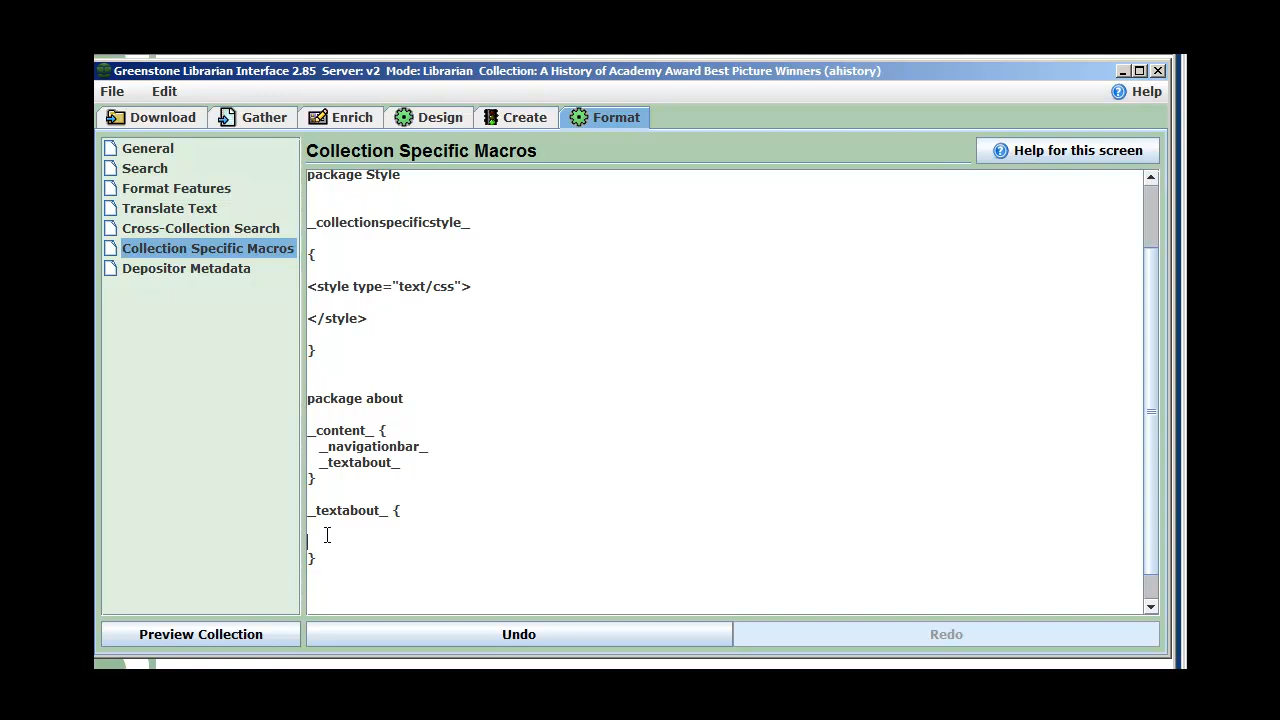 Greenstone Librarian Interface 2.85  Server: v2  Mode: Librarian  Collection: A History of Academy Award Best Picture Winners (ahistory)
File Edit Help
Download Gather Enrich Design Create Format
General
Search
Format Features
Translate Text
Cross-Collection Search
Collection Specific Macros
Depositor Metadata
Collection Specific Macros
Help for this screen
package Style
_collectionspecificstyle_
{
<style type="text/css">
</style>
}
package about
_content_ {
_navigationbar_
_textabout_
}
_textabout_ {
}
Preview Collection Undo Redo